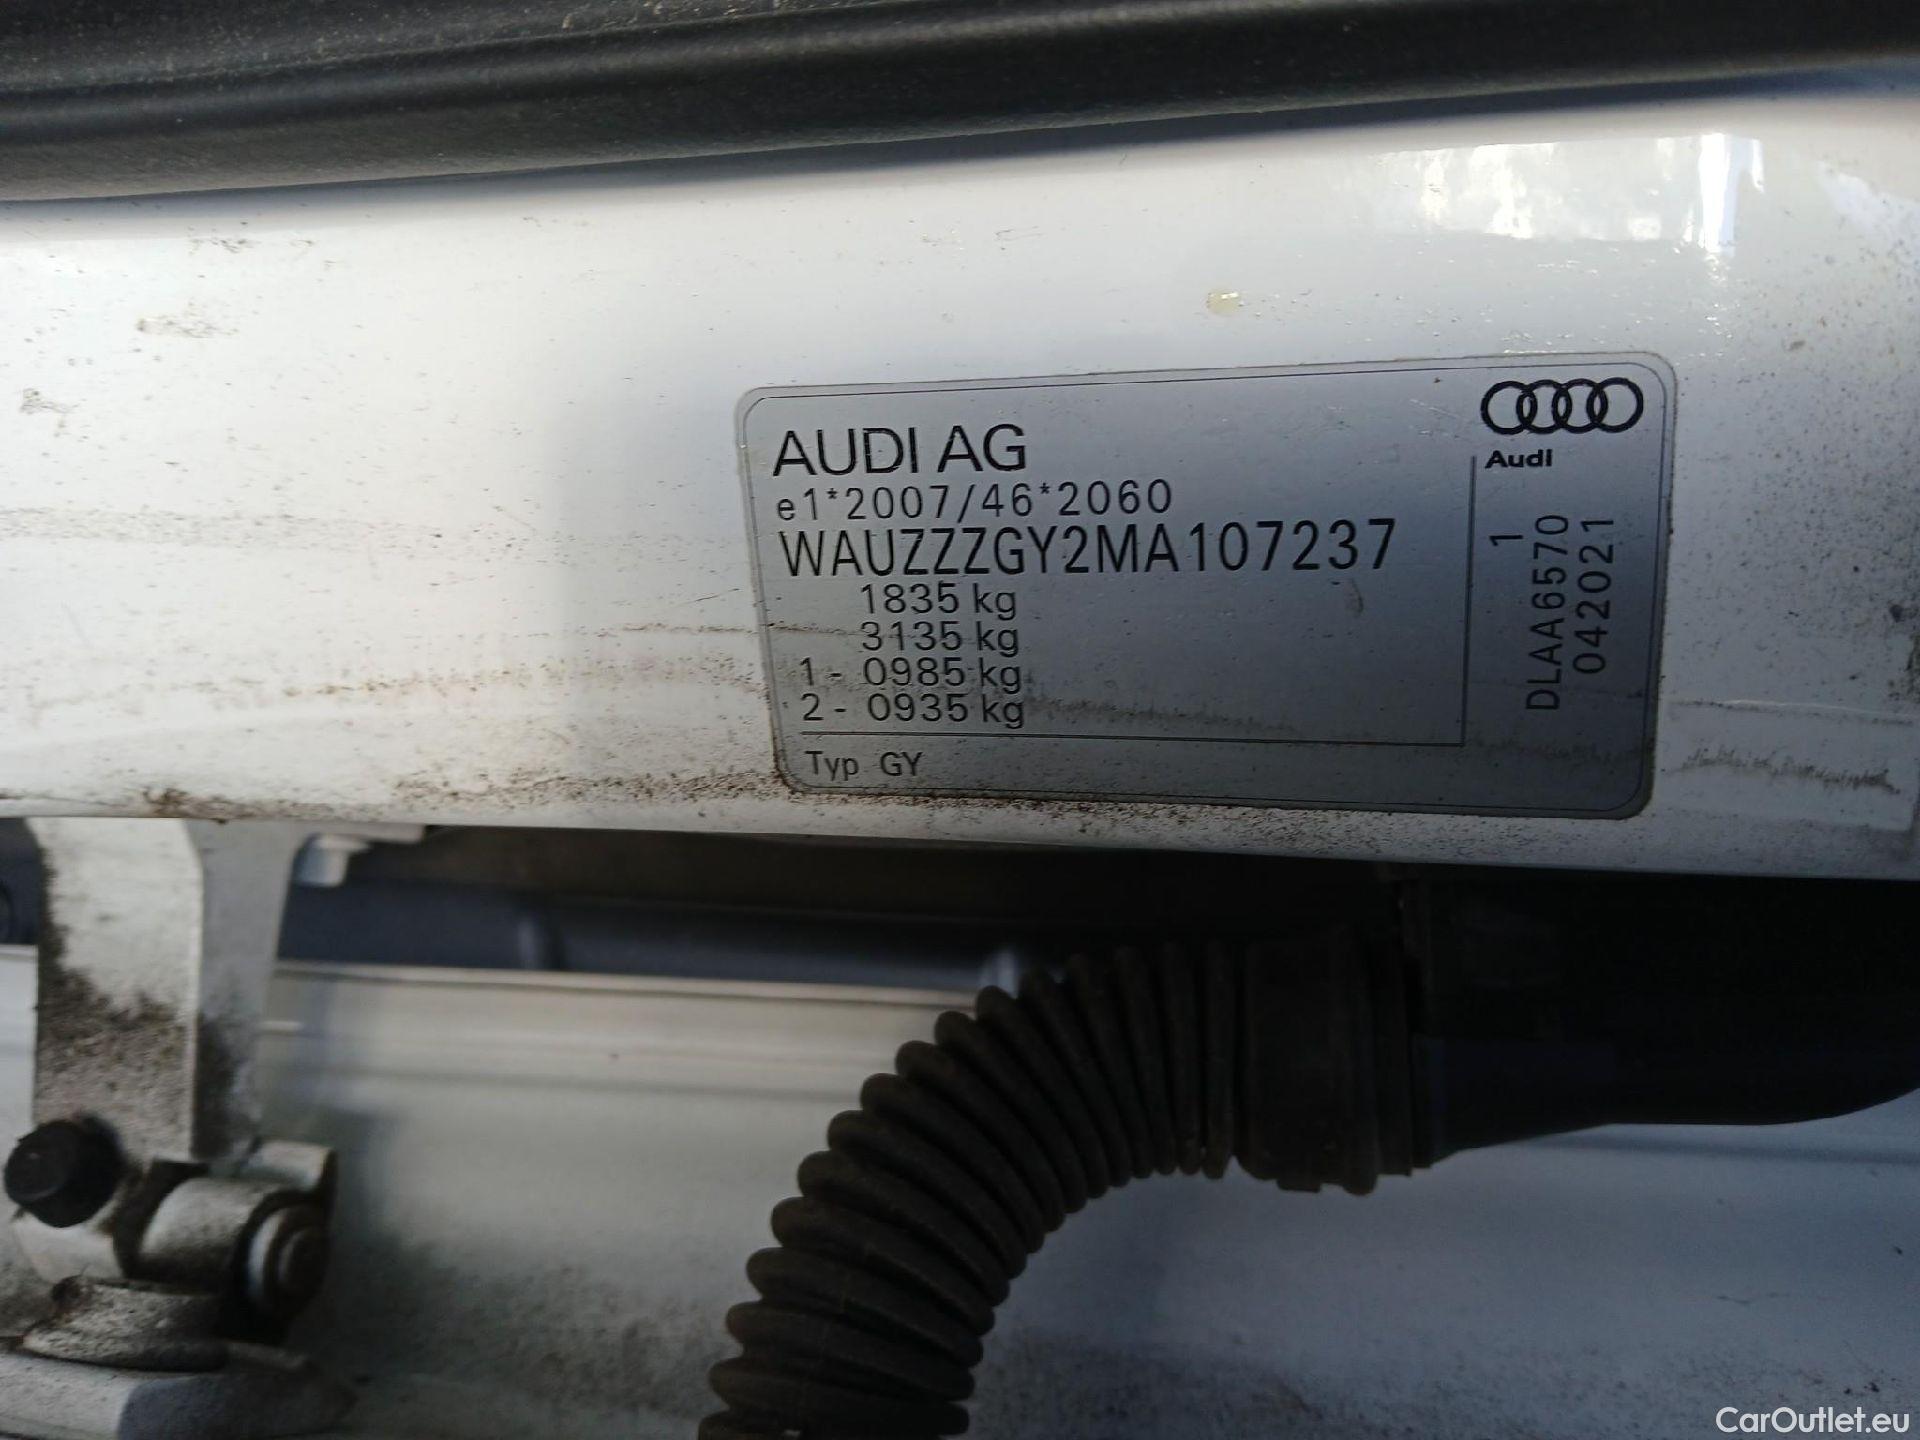 AUDI AG
e1*2007/46*2060
WAUZZZGY2MA107237
1835 kg
3135 kg
1- 0985 kg
2- 0935 kg
Typ GY
Audi
1
DLAA6570
042021
CarOutlet.eu